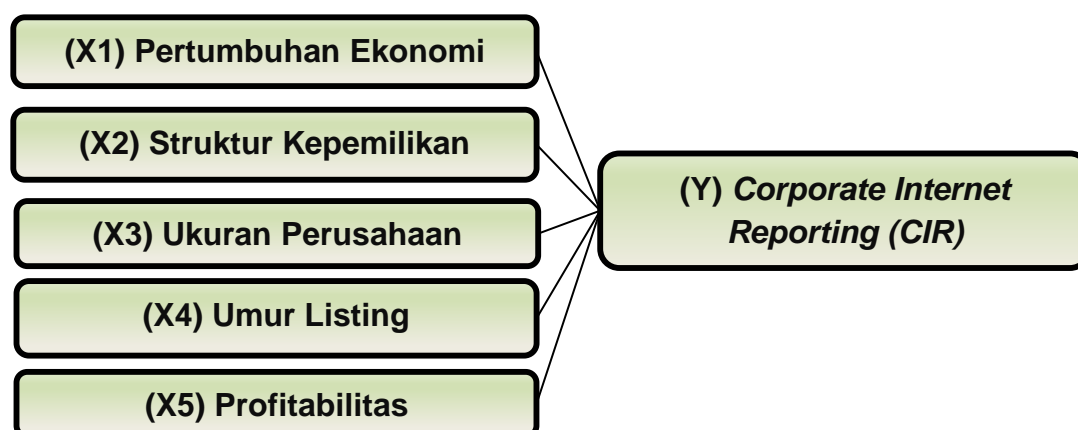 (X1) Pertumbuhan Ekonomi
(X2) Struktur Kepemilikan
(X3) Ukuran Perusahaan
(X4) Umur Listing
(X5) Profitabilitas
(Y) Corporate Internet
Reporting (CIR)